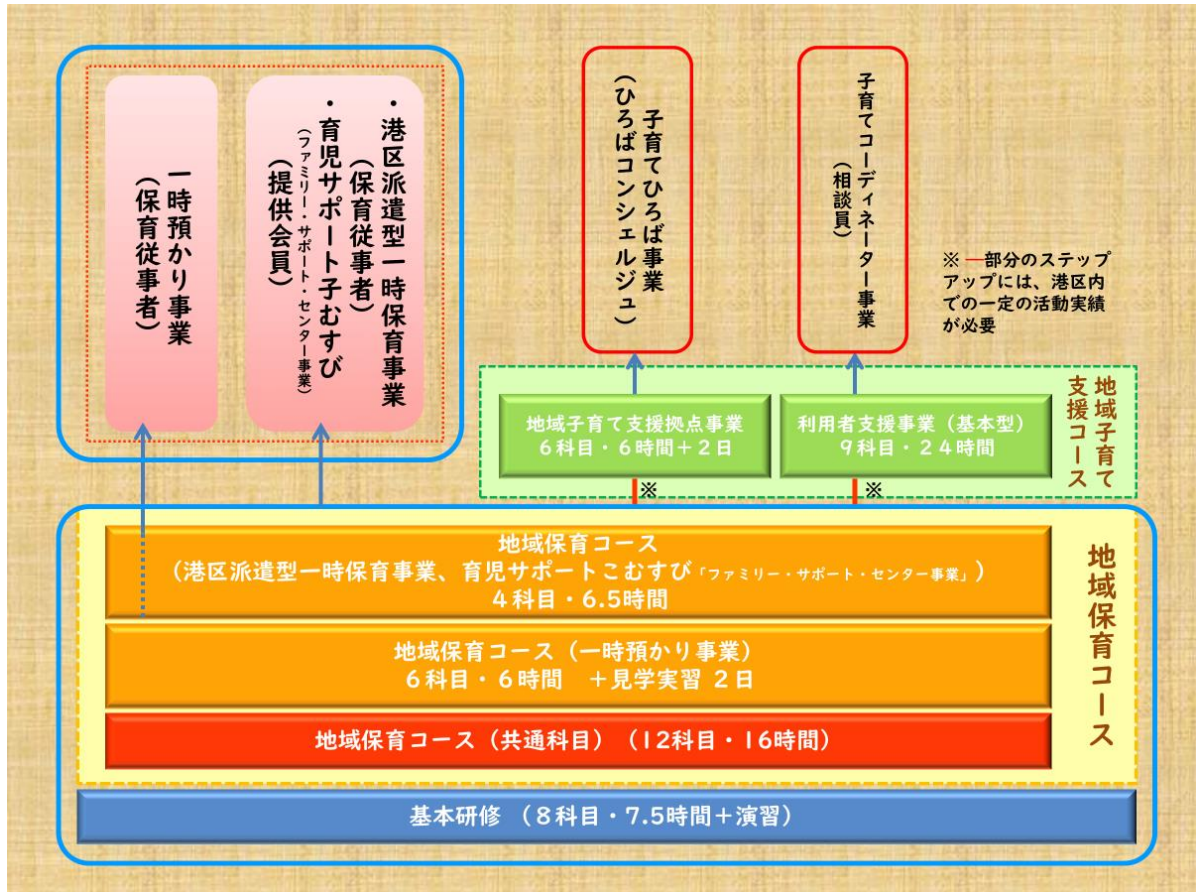 一時預かり事業
（保育従事者）
・港区派遣型一時保育事業
（保育従事者）
・育児サポート子むすび
（ファミリー・サポート・センター事業）
（提供会員）
子育てひろば事業
（ひろばコンシェルジュ）
子育てコーディネーター事業
（相談員）
※ ―部分のステップ
アップには、港区内
での一定の活動実績
が必要
地域子育て
支援コース
地域子育て支援拠点事業
6科目・6時間＋2日
利用者支援事業（基本型）
9科目・24時間
※
※
地域保育コース
（港区派遣型一時保育事業、育児サポートこむすび「ファミリー・サポート・センター事業」）
4科目・6.5時間
地域保育コース（一時預かり事業）
6科目・6時間　＋見学実習 2日
地域保育コース（共通科目）（12科目・16時間）
地域保育コース
基本研修 （8科目・7.5時間＋演習）